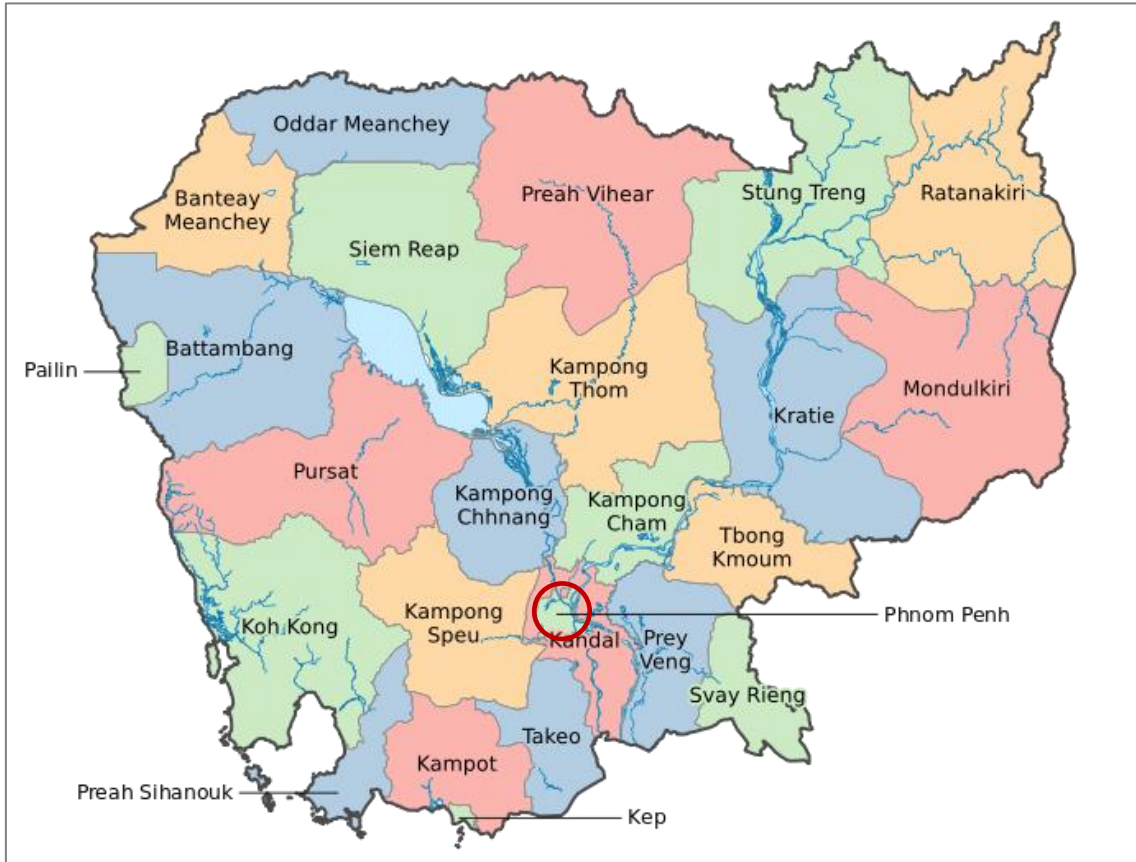 Oddar Meanchey
Banteay
Meanchey
Preah Vihear
Stung Treng
Ratanakiri
Siem Reap
Battambang
Pailin
Kampong
Thom
Mondulkiri
Kratie
Pursat
Kampong
Chhnang
Kampong
Cham
Tbong
Kmoum
Koh Kong
Kampong
Speu
Phnom Penh
Kandal
Prey
Veng
Svay Rieng
Takeo
Kampot
Preah Sihanouk
Kep